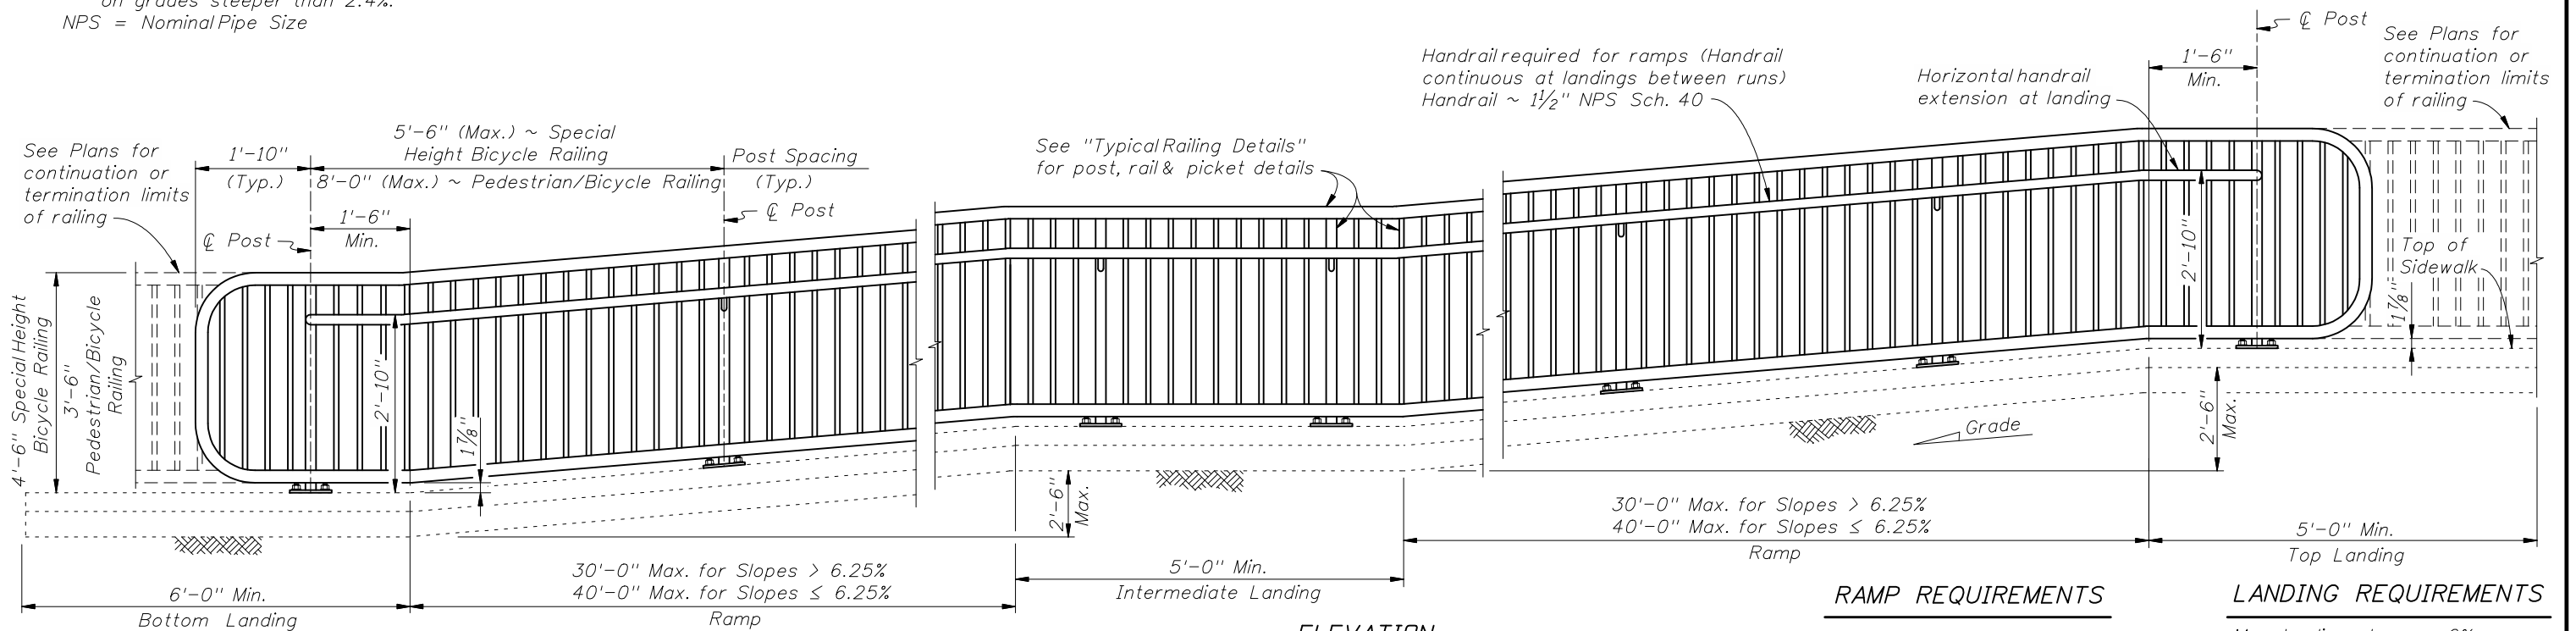 on grades steeper than 2.4%.
NPS = Nominal Pipe Size
See Plans for
continuation or
termination limits
of railing
1'-10"
(Typ.)
5'-6" (Max.) ~ Special
Height Bicycle Railing
8'-0" (Max.) ~ Pedestrian/Bicycle Railing
Post Spacing
(Typ.)
℄ Post
1'-6"
Min.
℄ Post
4'-6" Special Height
Bicycle Railing
3'-6"
Pedestrian/Bicycle
Railing
2'-10"
1⅞"
See "Typical Railing Details"
for post, rail & picket details
Handrail required for ramps (Handrail
continuous at landings between runs)
Handrail ~ 1½" NPS Sch. 40
Horizontal handrail
extension at landing
1'-6"
Min.
℄ Post
See Plans for
continuation or
termination limits
of railing
Top of
Sidewalk
2'-10"
1⅞"
2'-6"
Max.
Grade
2'-6"
Max.
6'-0" Min.
Bottom Landing
30'-0" Max. for Slopes > 6.25%
40'-0" Max. for Slopes ≤ 6.25%
Ramp
5'-0" Min.
Intermediate Landing
30'-0" Max. for Slopes > 6.25%
40'-0" Max. for Slopes ≤ 6.25%
Ramp
5'-0" Min.
Top Landing
RAMP REQUIREMENTS
LANDING REQUIREMENTS
ELEVATION